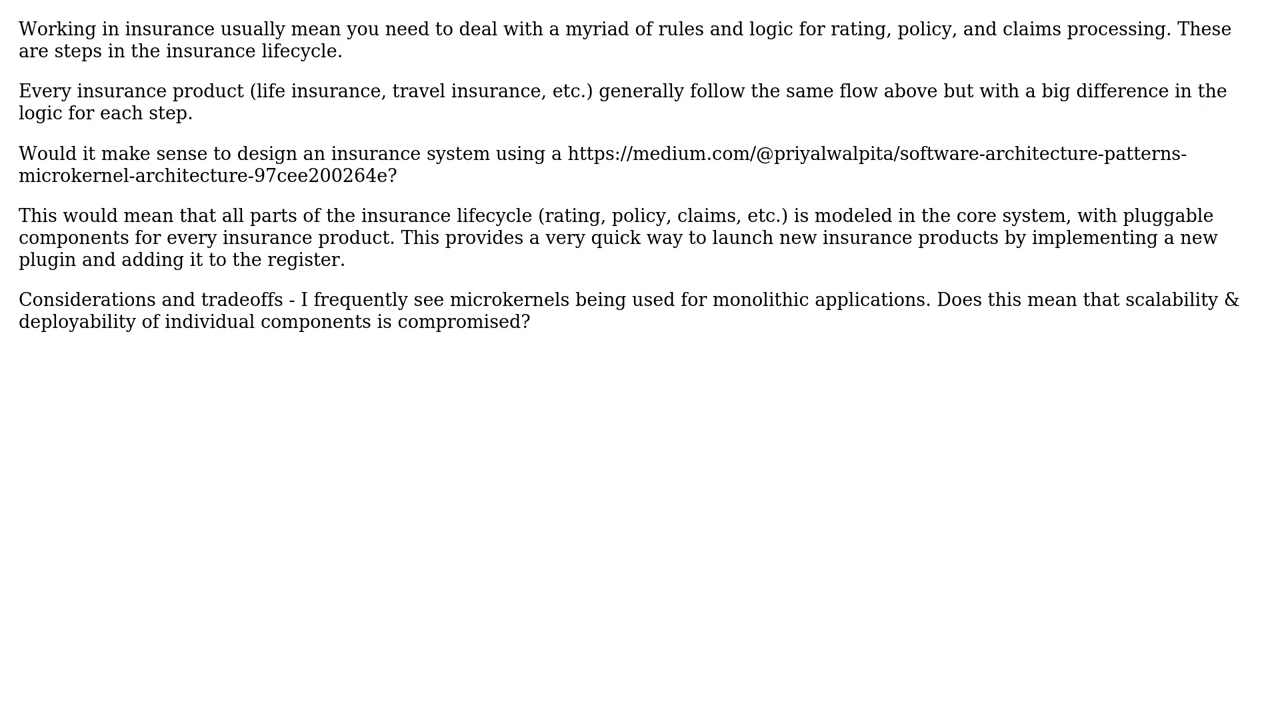 Working in insurance usually mean you need to deal with a myriad of rules and logic for rating, policy, and claims processing. These
are steps in the insurance lifecycle.
Every insurance product (life insurance, travel insurance, etc.) generally follow the same flow above but with a big difference in the
logic for each step.
Would it make sense to design an insurance system using a https://medium.com/@priyalwalpita/software-architecture-patterns-
microkernel-architecture-97cee200264e?
This would mean that all parts of the insurance lifecycle (rating, policy, claims, etc.) is modeled in the core system, with pluggable
components for every insurance product. This provides a very quick way to launch new insurance products by implementing a new
plugin and adding it to the register.
Considerations and tradeoffs - I frequently see microkernels being used for monolithic applications. Does this mean that scalability &
deployability of individual components is compromised?